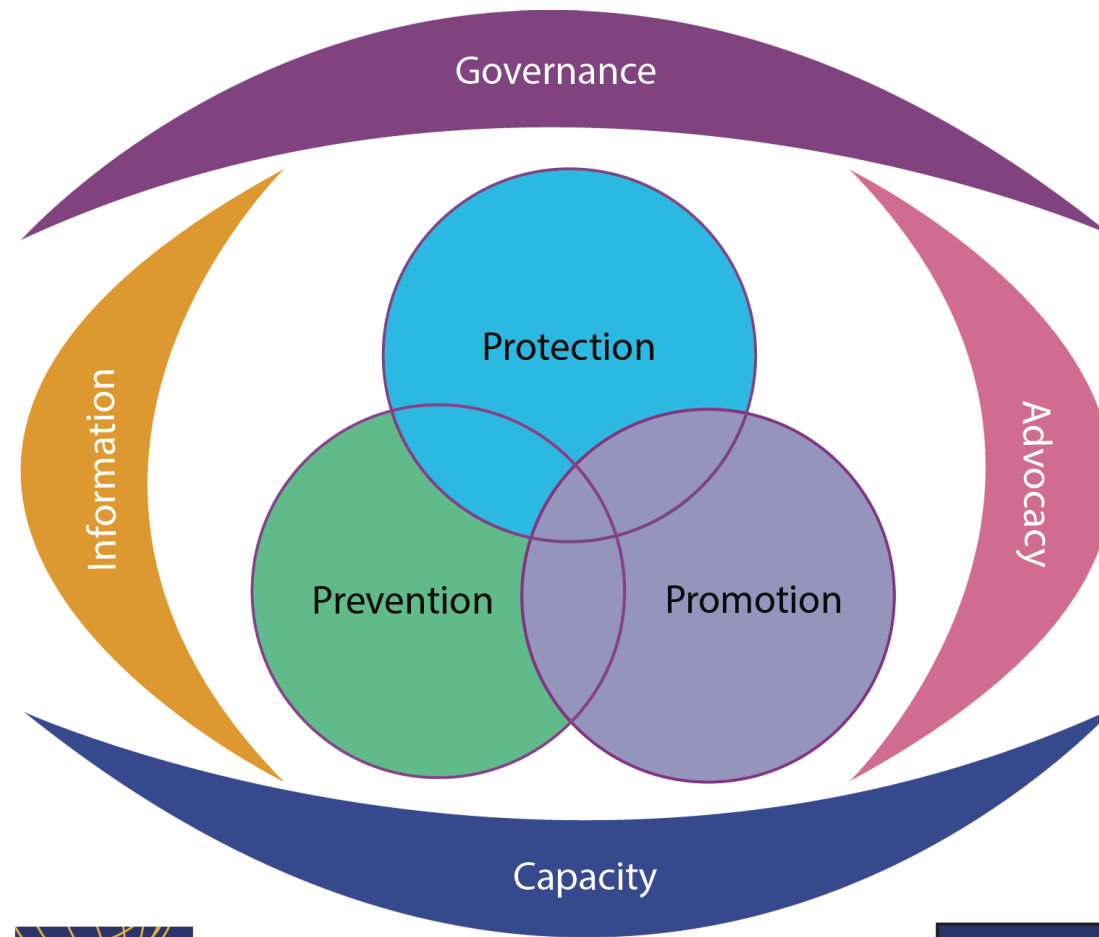 Governance
Protection
Information
Advocacy
Prevention
Promotion
Capacity